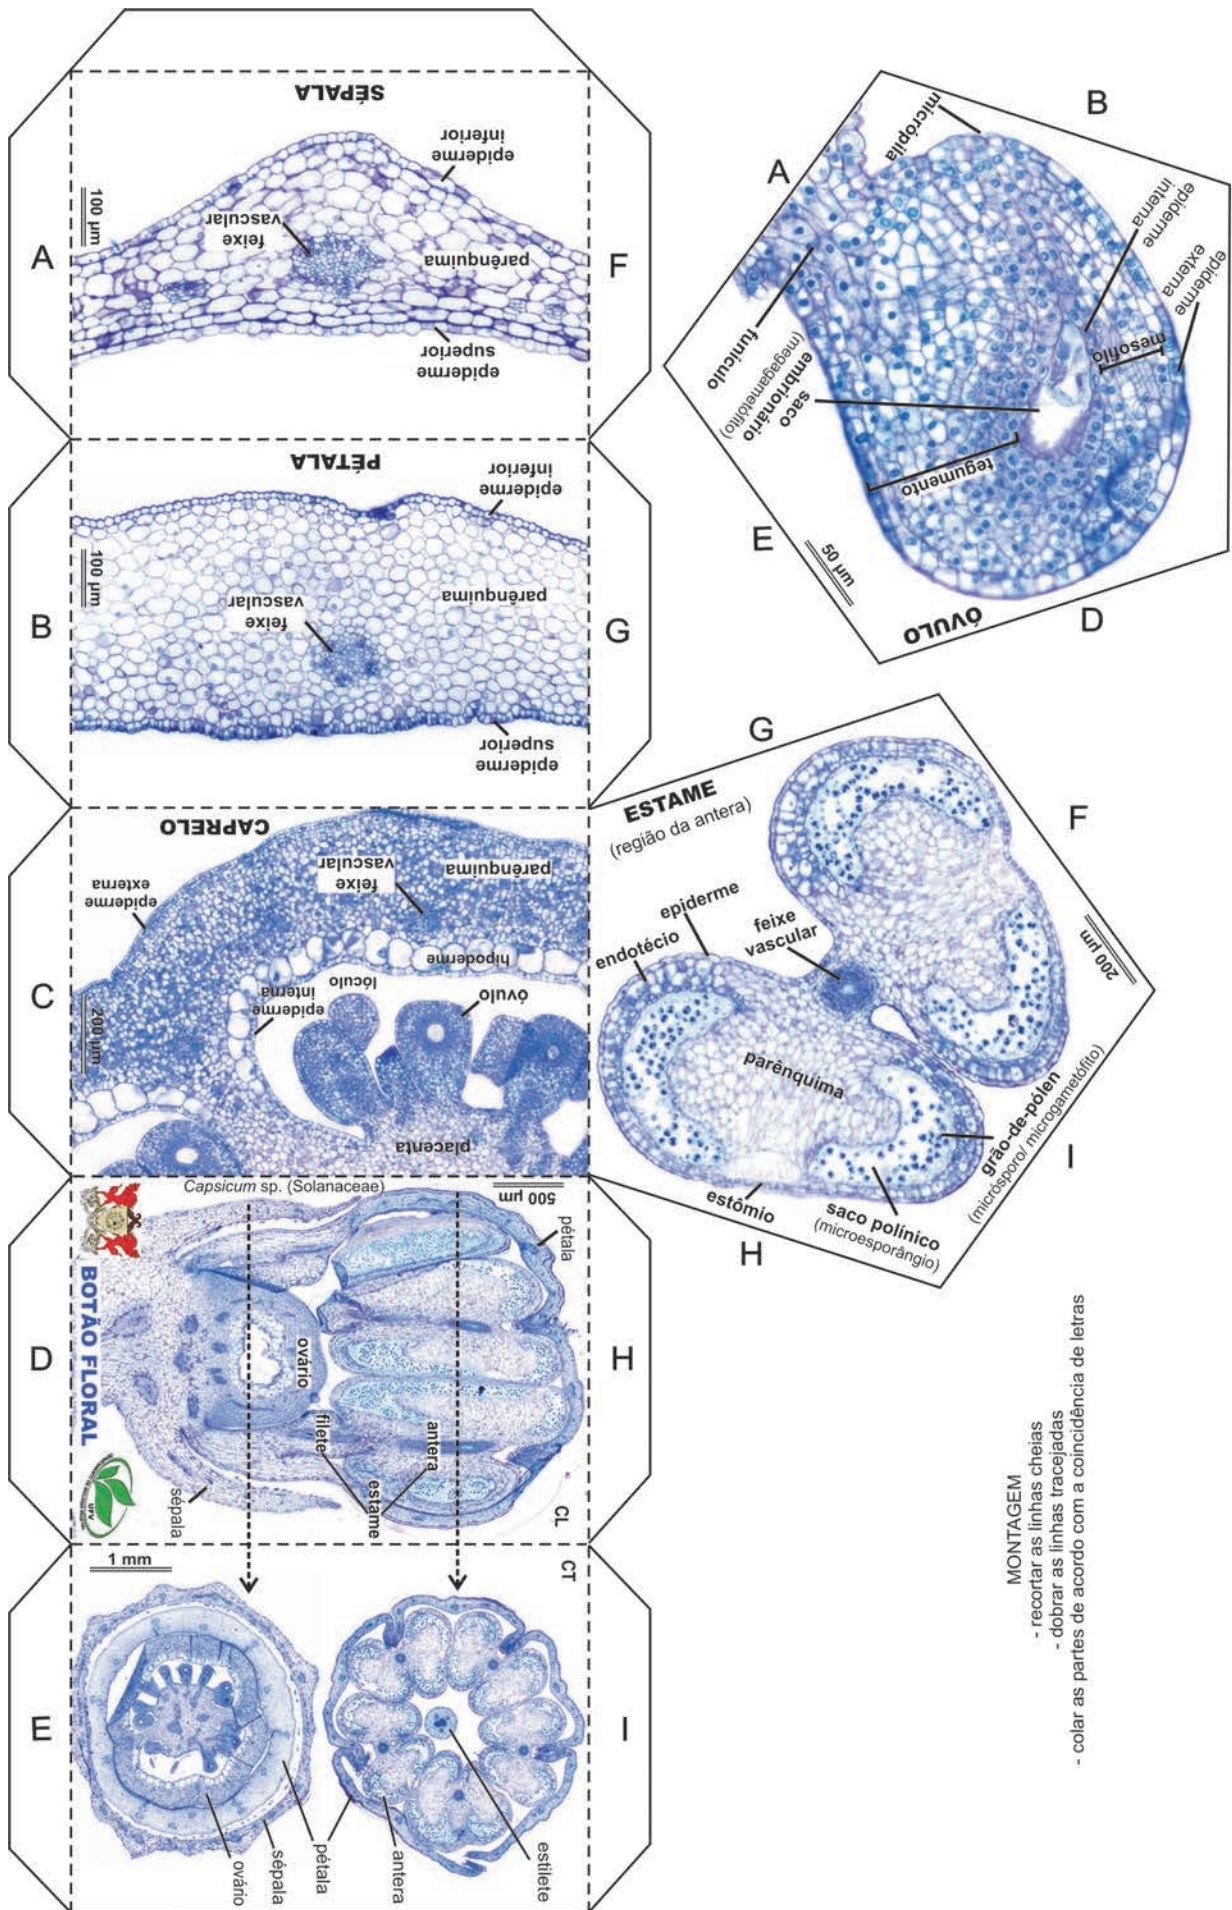 SÉPALA
epiderme
inferior
100 µm
feixe
vascular
parênquima
epiderme
superior
A
F
PÉTALA
epiderme
inferior
100 µm
feixe
vascular
parênquima
epiderme
superior
B
G
CAPRELO
epiderme
externa
feixe
vascular
parênquima
hipoderme
lóculo
epiderme
interna
óvulo
200 µm
placenta
C
Capsicum sp. (Solanaceae)
500 µm
pétala
BOTÃO FLORAL
ovário
filete
antera
estame
sépala
CL
UFV
D
H
1 mm
CT
E
I
ovário
sépala
pétala
antera
estilete
B
micrópila
A
epiderme
interna
epiderme
externa
funículo
mesofilo
saco
embrionário
(megagametófito)
tegumento
E
50 µm
ÓVULO
D
G
ESTAME
(região da antera)
F
epiderme
endotécio
feixe
vascular
200 µm
parênquima
grão-de-pólen
(micrósporo/ microgametófito)
I
estômio
saco polínico
(microesporângio)
H
MONTAGEM
- recortar as linhas cheias
- dobrar as linhas tracejadas
- colar as partes de acordo com a coincidência de letras